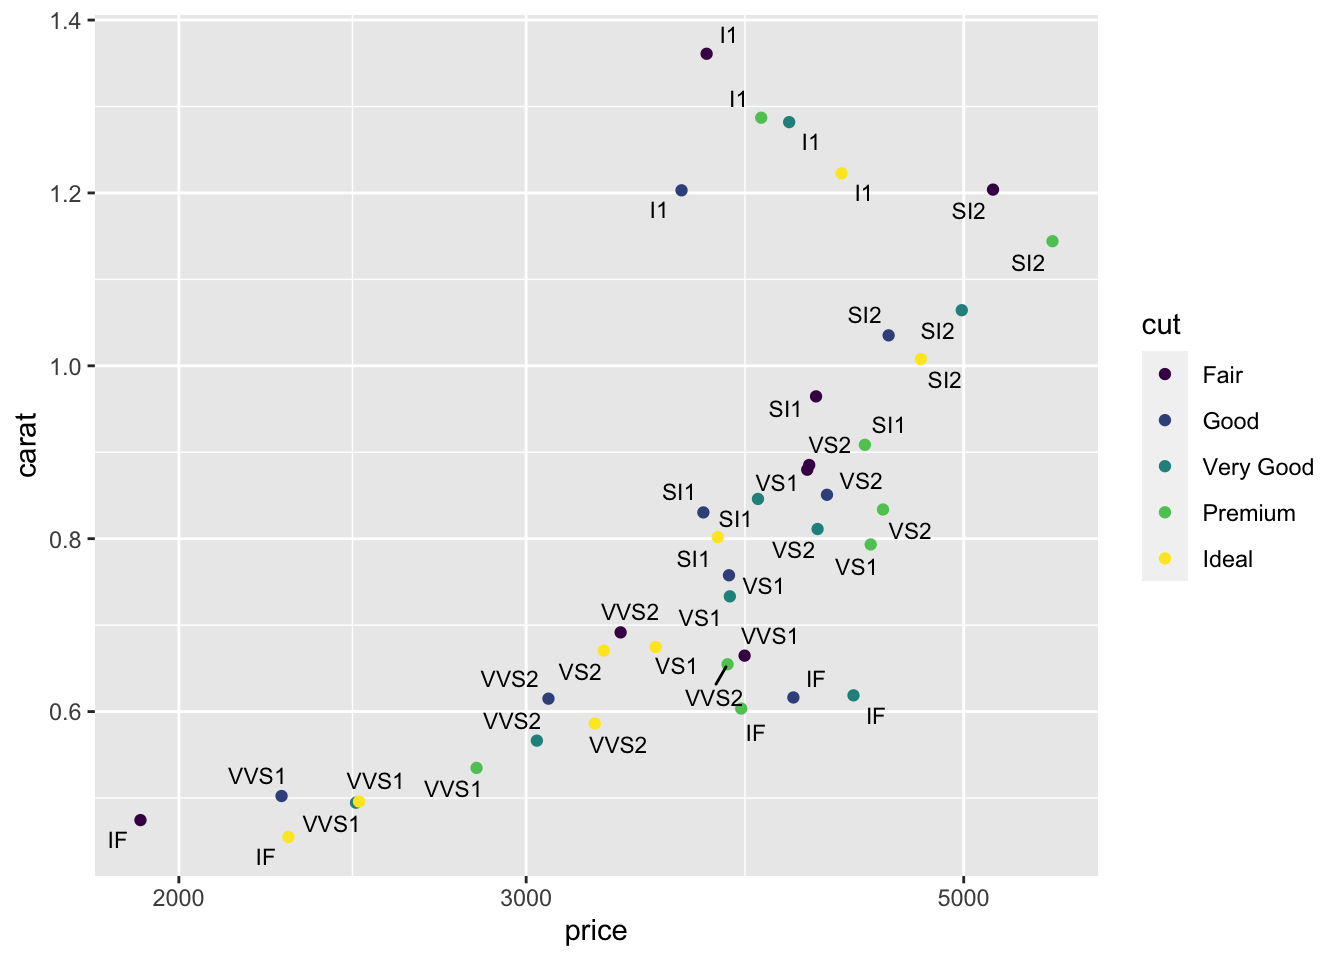 1.4
I1
I1
I1
I1
1.2
I1
SI2
SI2
SI2
SI2
cut
1.0
SI2
Fair
SI1
SI1
Good
carat
VS2
Very Good
VS1
VS2
SI1
Premium
SI1
VS2
0.8
VS2
Ideal
SI1
VS1
VS1
VVS2
VS1
VVS1
VS1
VS2
VVS2
IF
VVS2
0.6
IF
VVS2
IF
VVS2
VVS1
VVS1
VVS1
VVS1
IF
IF
2000
3000
5000
price